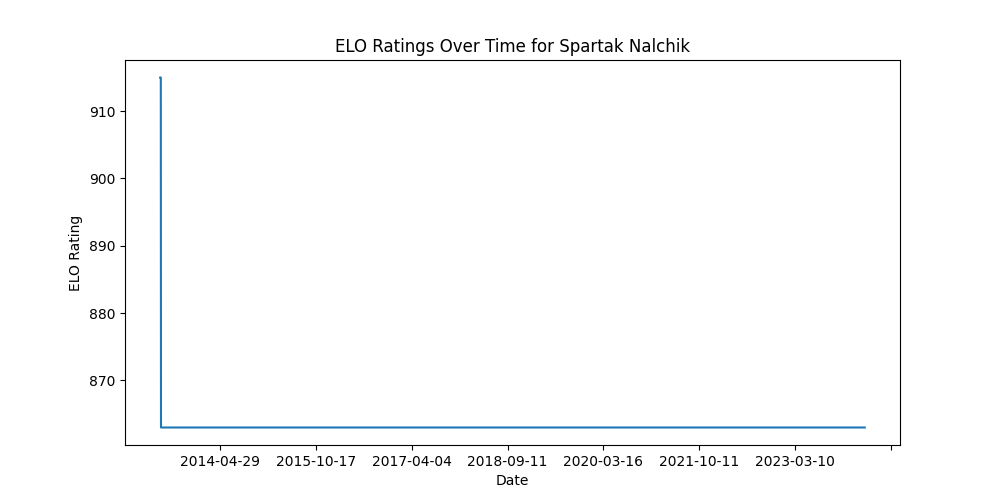 ELO Ratings Over Time for Spartak Nalchik
ELO Rating
910
900
890
880
870
2014-04-29 2015-10-17 2017-04-04 2018-09-11 2020-03-16 2021-10-11 2023-03-10
Date